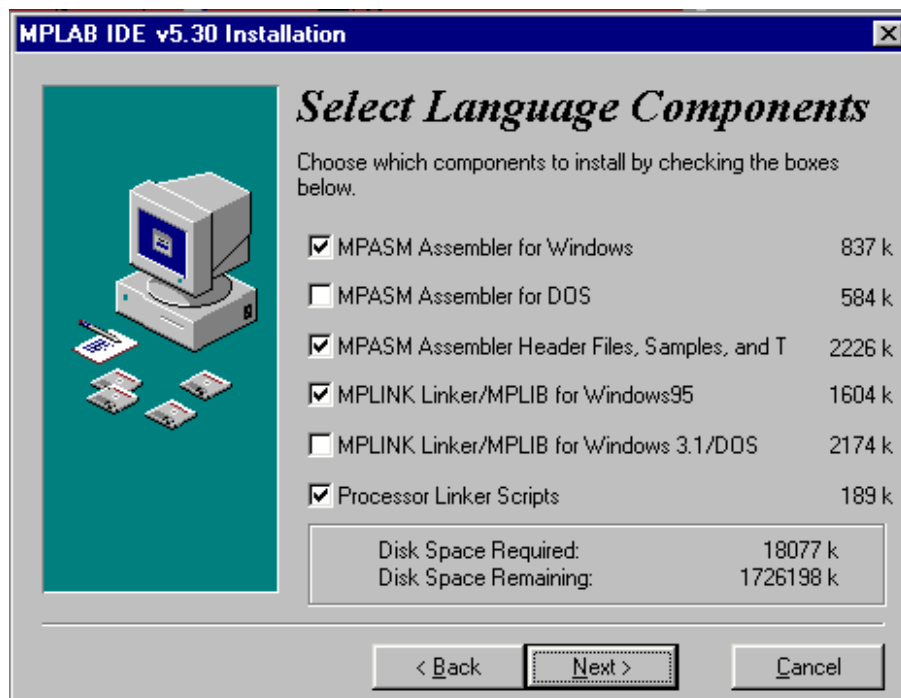 MPLAB IDE v5.30 Installation
Select Language Components
Choose which components to install by checking the boxes
below.
MPASM Assembler for Windows 837 k
MPASM Assembler for DOS 584 k
MPASM Assembler Header Files, Samples, and T 2226 k
MPLINK Linker/MPLIB for Windows95 1604 k
MPLINK Linker/MPLIB for Windows 3.1/DOS 2174 k
Processor Linker Scripts 189 k
Disk Space Required: 18077 k
Disk Space Remaining: 1726198 k
< Back Next > Cancel